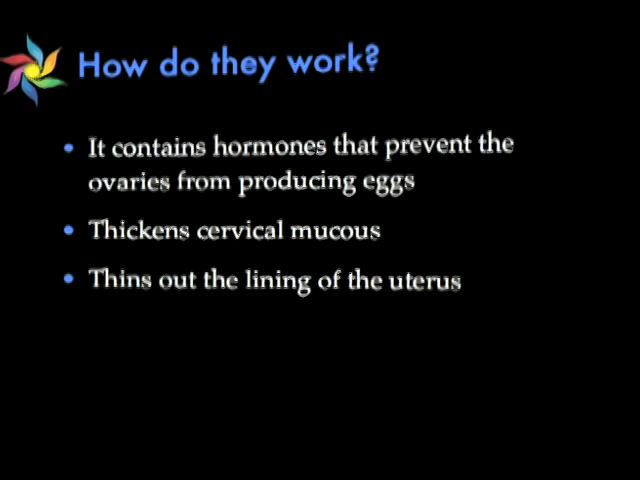 How do they work?
• It contains hormones that prevent the
ovaries from producing eggs
• Thickens cervical mucous
• Thins out the lining of the uterus